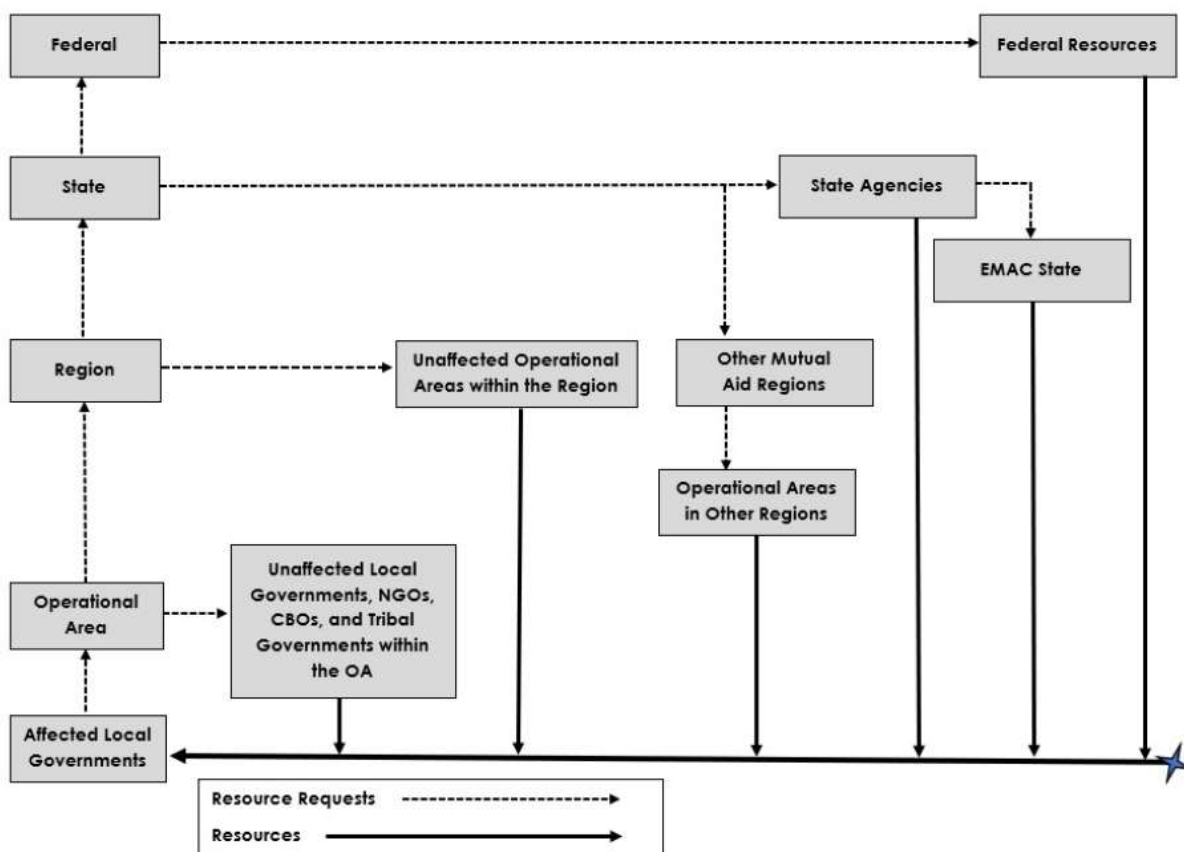 Federal
Federal Resources
State
State Agencies
EMAC State
Region
Unaffected Operational
Areas within the Region
Other Mutual
Aid Regions
Operational Areas
in Other Regions
Operational
Area
Unaffected Local
Governments, NGOs,
CBOs, and Tribal
Governments within
the OA
Affected Local
Governments
Resource Requests
Resources